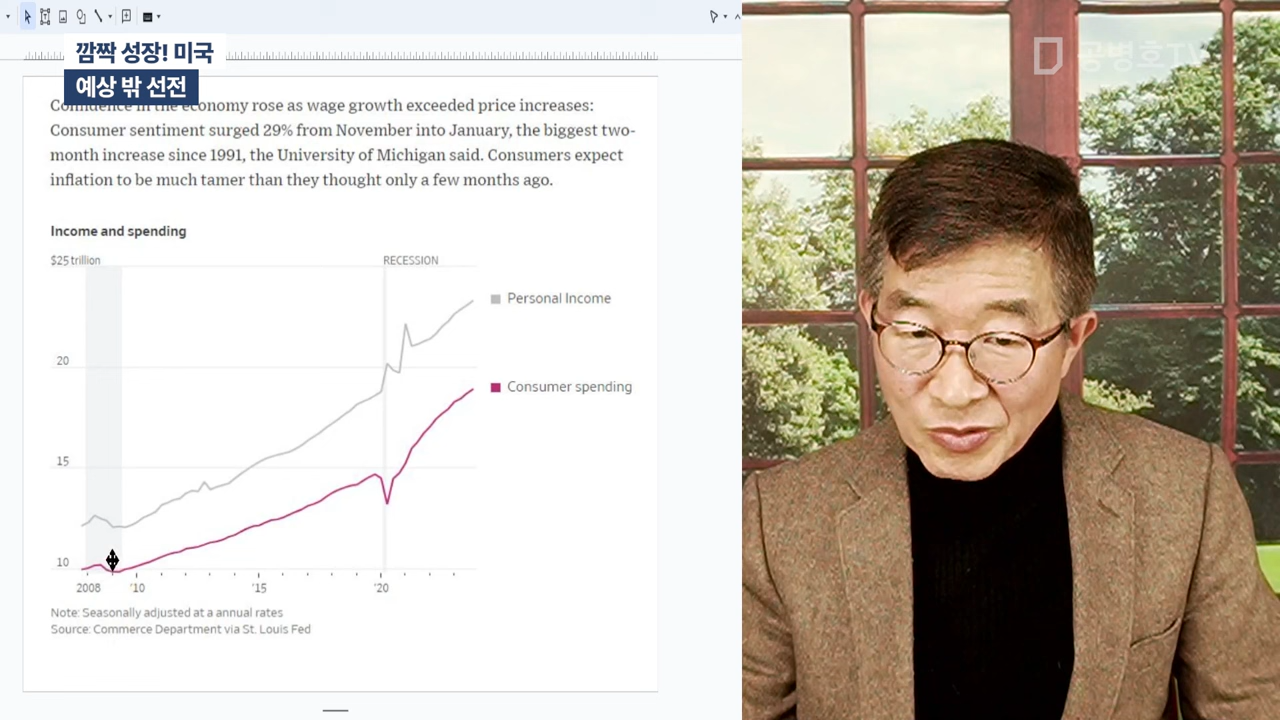 깜짝 성장! 미국
예상 밖 선전
공병호TV
Confidence in the economy rose as wage growth exceeded price increases:
Consumer sentiment surged 29% from November into January, the biggest two-
month increase since 1991, the University of Michigan said. Consumers expect
inflation to be much tamer than they thought only a few months ago.
Income and spending
$25 trillion
RECESSION
Personal Income
20
Consumer spending
15
10
2008
'10
'15
'20
Note: Seasonally adjusted at a annual rates
Source: Commerce Department via St. Louis Fed